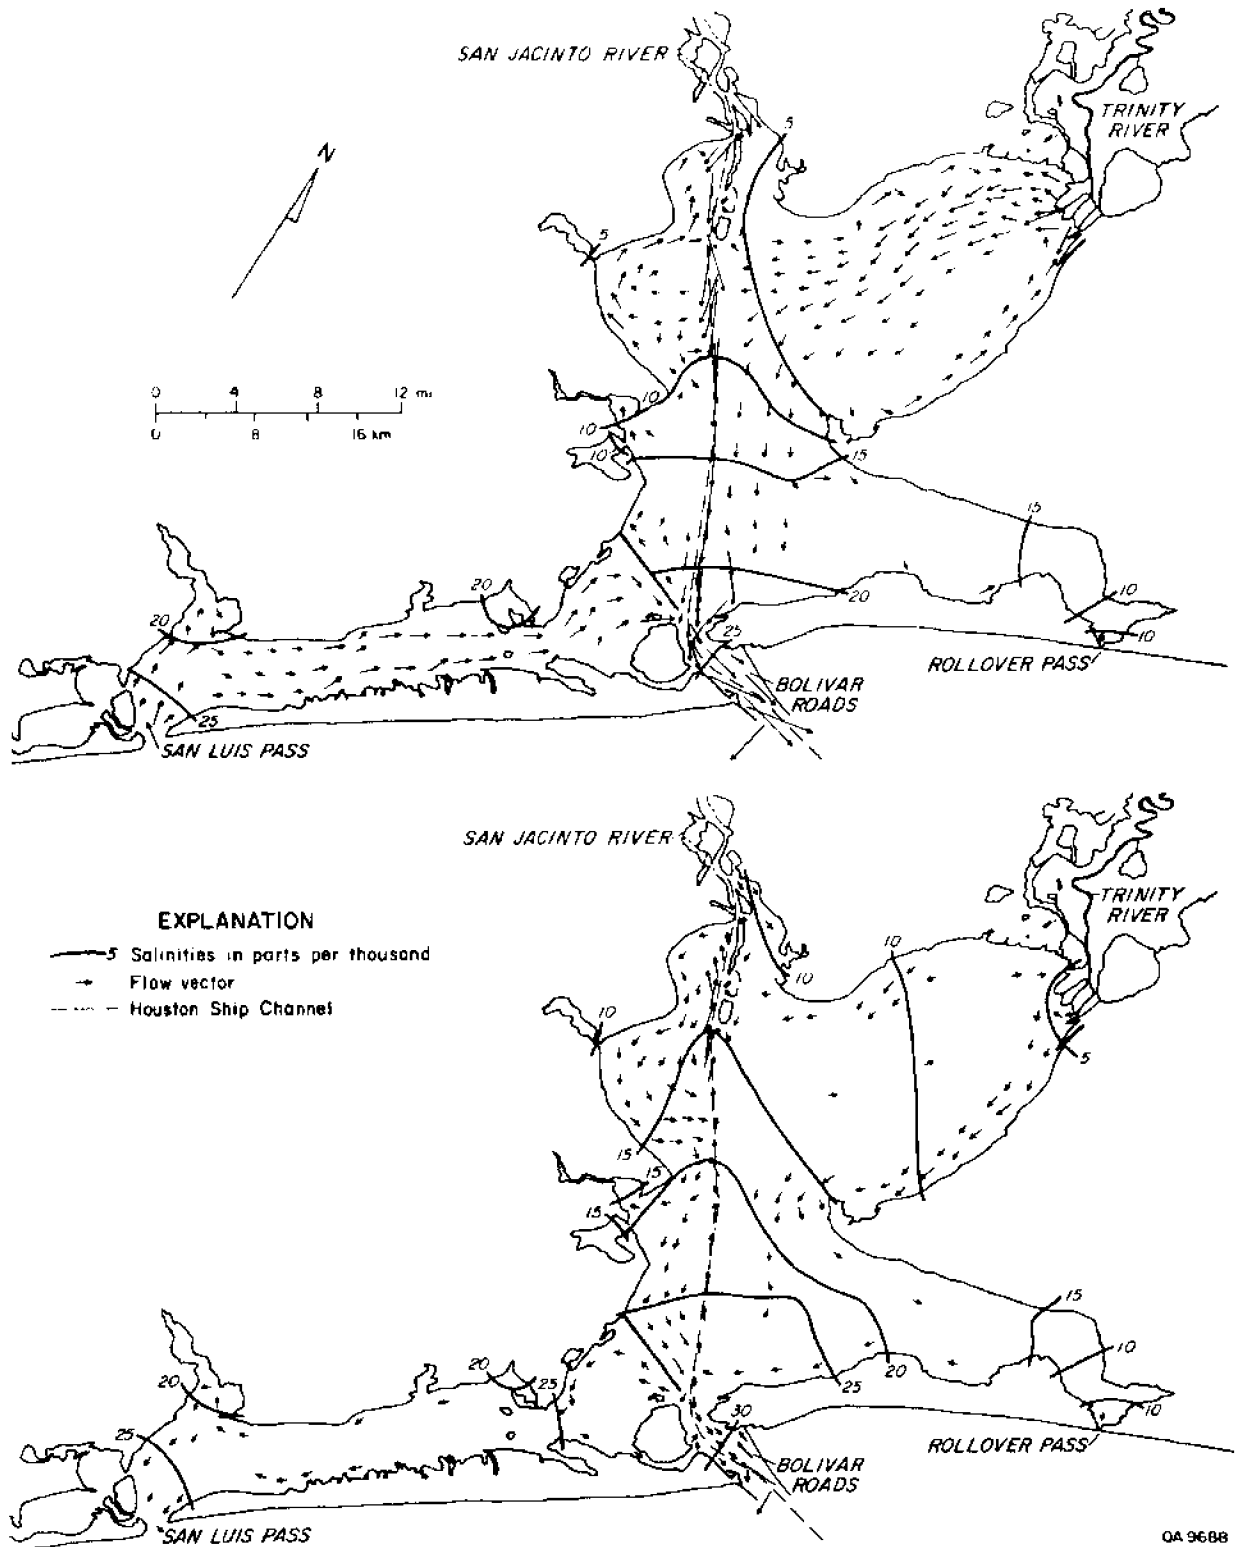 SAN JACINTO RIVER
TRINITY
RIVER
N
5
5
0 4 8 12 mi
0 8 16 km
10
10
10
15
15
20
20
20
10
10
25
25
ROLLOVER PASS
BOLIVAR
ROADS
SAN LUIS PASS
SAN JACINTO RIVER
TRINITY
RIVER
EXPLANATION
5 Salinities in parts per thousand
Flow vector
Houston Ship Channel
10
10
10
5
15
15
15
15
10
10
20
20
20
25
25
25
30
ROLLOVER PASS
BOLIVAR
ROADS
SAN LUIS PASS
QA 9688